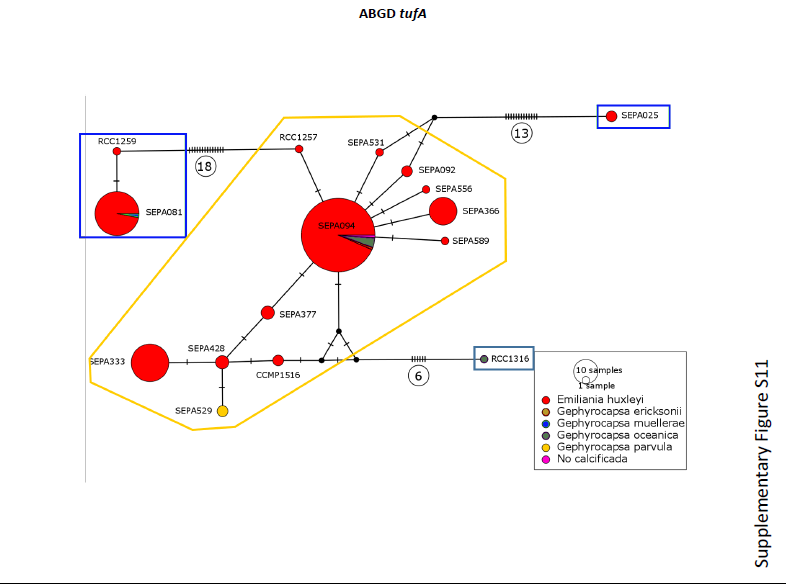 ABGD tufA
SEPA025
13
RCC1259
RCC1257
SEPA531
18
SEPA092
SEPA556
SEPA081
SEPA366
SEPA094
SEPA589
SEPA377
SEPA428
SEPA333
CCMP1516
RCC1316
6
SEPA529
10 samples
1 sample
Emiliania huxleyi
Gephyrocapsa ericksonii
Gephyrocapsa muellerae
Gephyrocapsa oceanica
Gephyrocapsa parvula
No calcificada
Supplementary Figure S11